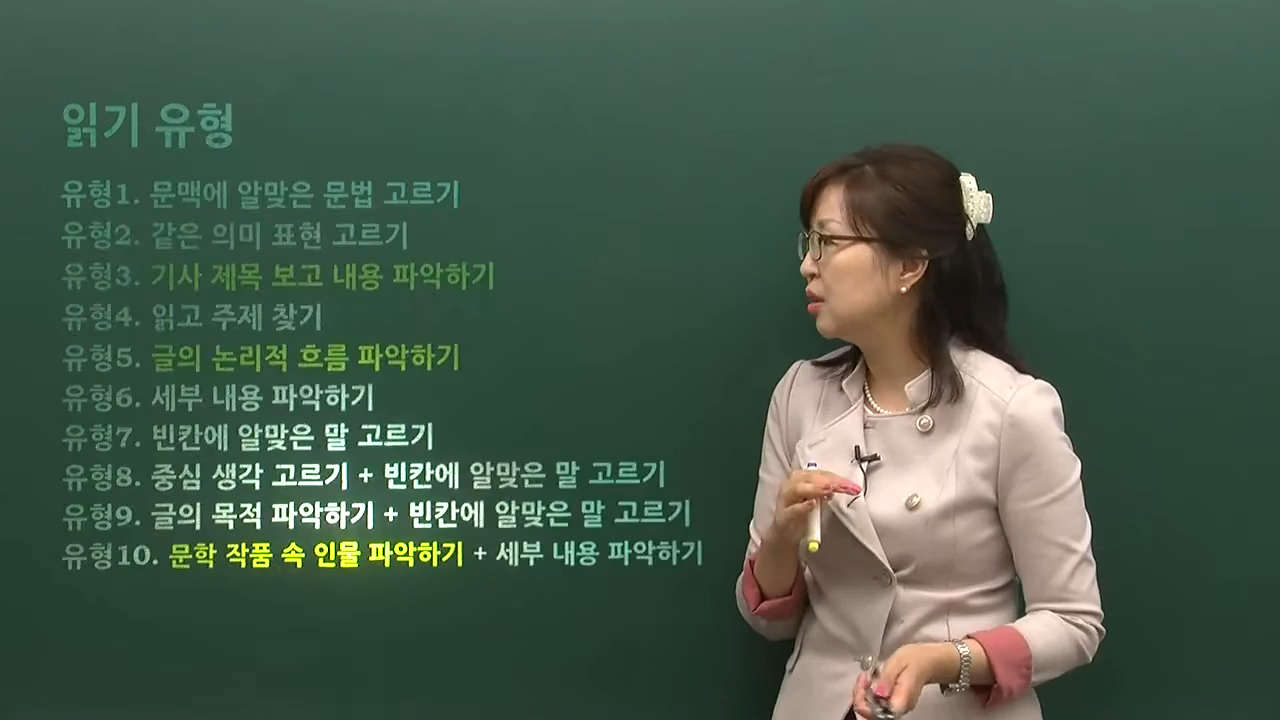 읽기 유형
유형1. 문맥에 알맞은 문법 고르기
유형2. 같은 의미 표현 고르기
유형3. 기사 제목 보고 내용 파악하기
유형4. 읽고 주제 찾기
유형5. 글의 논리적 흐름 파악하기
유형6. 세부 내용 파악하기
유형7. 빈칸에 알맞은 말 고르기
유형8. 중심 생각 고르기 + 빈칸에 알맞은 말 고르기
유형9. 글의 목적 파악하기 + 빈칸에 알맞은 말 고르기
유형10. 문학 작품 속 인물 파악하기 + 세부 내용 파악하기